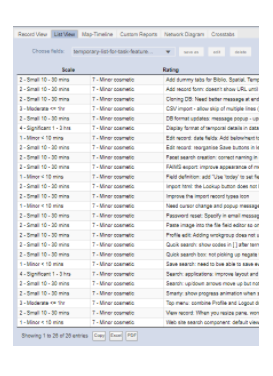 Record View List View Map-Timeline Custom Reports Network Diagram Crosstabs
Choose fields: temporary-list-for-task-feature...
Scale Rating
2 - Small 10 - 30 mins 7 - Minor cosmetic Add dummy tabs for Biblio, Spatial, Temp
2 - Small 10 - 30 mins 7 - Minor cosmetic Add record form doesn't show URL until
2 - Small 10 - 30 mins 7 - Minor cosmetic Cloning DB: Need better message at end
3 - Moderate <= 1hr 7 - Minor cosmetic CSV import - allow skip of multiple lines (
2 - Small 10 - 30 mins 7 - Minor cosmetic DB format updates: message popup - up
4 - Significant 1 - 3 hrs 7 - Minor cosmetic Display format of temporal details in data
1 - Minor < 10 mins 7 - Minor cosmetic Edit record: date fields. Add below
2 - Small 10 - 30 mins 7 - Minor cosmetic Edit record: reorganise Save buttons in
2 - Small 10 - 30 mins 7 - Minor cosmetic Facet search creation: correct naming in
2 - Small 10 - 30 mins 7 - Minor cosmetic FAIMS export: improve appearance of
2 - Small 10 - 30 mins 7 - Minor cosmetic Field definition: add "Use 'today' to set
2 - Small 10 - 30 mins 7 - Minor cosmetic Import html: the Lookup button does not
2 - Small 10 - 30 mins 7 - Minor cosmetic Improve the import record types icon
1 - Minor < 10 mins 7 - Minor cosmetic Need cursor change and popup message
2 - Small 10 - 30 mins 7 - Minor cosmetic Password reset: Specify in email
2 - Small 10 - 30 mins 7 - Minor cosmetic Paste image into the file field editor so
2 - Small 10 - 30 mins 7 - Minor cosmetic Profile edit: Adding workgroup does not
2 - Small 10 - 30 mins 7 - Minor cosmetic Quick search: show codes in [ ] after
2 - Small 10 - 30 mins 7 - Minor cosmetic Quick search box: not picking up negate
1 - Minor < 10 mins 7 - Minor cosmetic Save search: need to be able to save
4 - Significant 1 - 3 hrs 7 - Minor cosmetic Search: applications: improve layout and
2 - Small 10 - 30 mins 7 - Minor cosmetic Search: up/down arrows move up but not
2 - Small 10 - 30 mins 7 - Minor cosmetic Smarty: show progress animation when
3 - Moderate <= 1hr 7 - Minor cosmetic Top menu: combine Profile and Logout
2 - Small 10 - 30 mins 7 - Minor cosmetic View record: When you resize pane,
1 - Minor < 10 mins 7 - Minor cosmetic Web site search component: default view
Showing 1 to 26 of 26 entries Copy Excel PDF